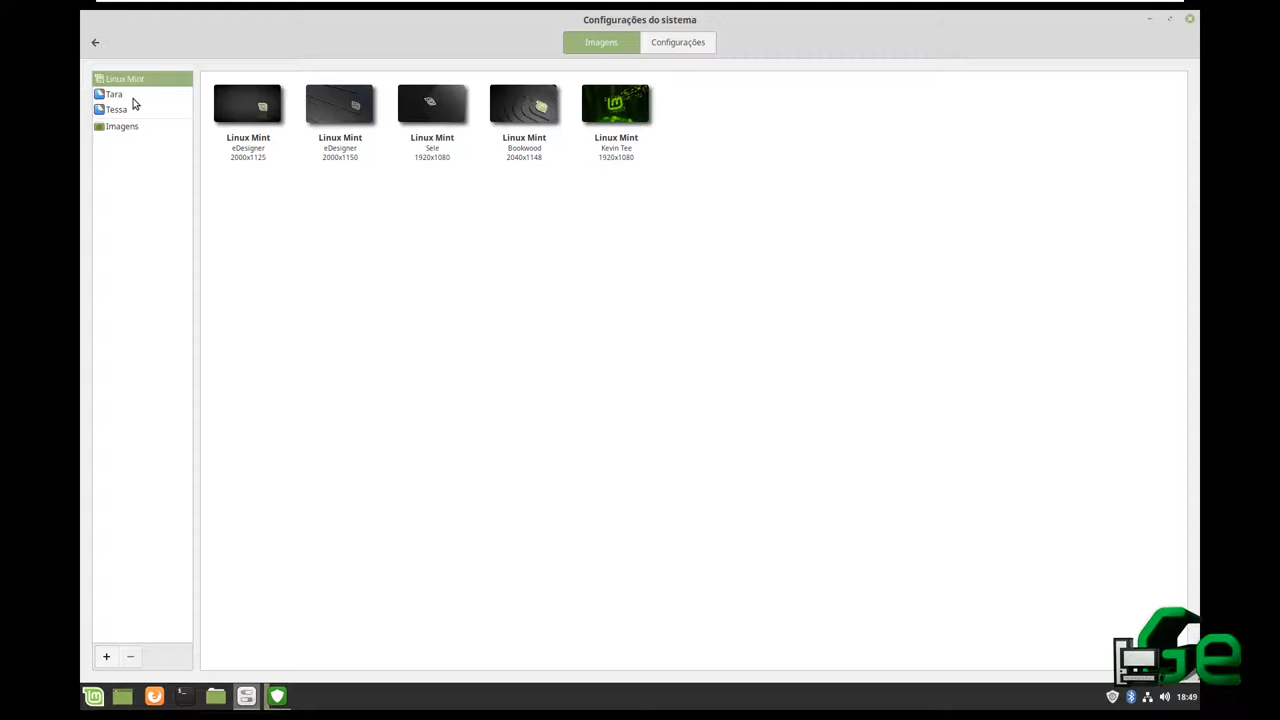 Configurações do sistema
Imagens
Configurações
Linux Mint
Tara
Tessa
Imagens
Linux Mint
eDesigner
2000x1125
Linux Mint
eDesigner
2000x1150
Linux Mint
Sele
1920x1080
Linux Mint
Bookwood
2040x1148
Linux Mint
Kevin Tee
1920x1080
Ge
18:49